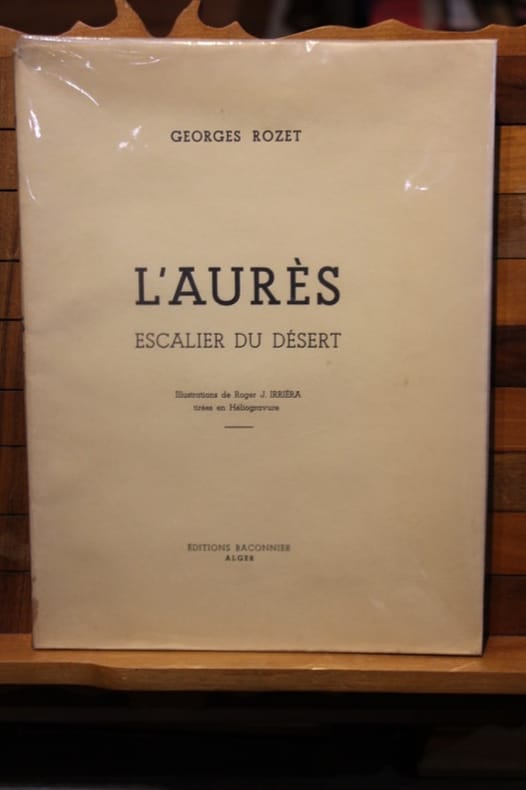 GEORGES ROZET
L'AURÈS
ESCALIER DU DÉSERT
Illustrations de Roger J. IRRIÉRA
tirées en Héliogravure
ÉDITIONS BACONNIER
ALGER